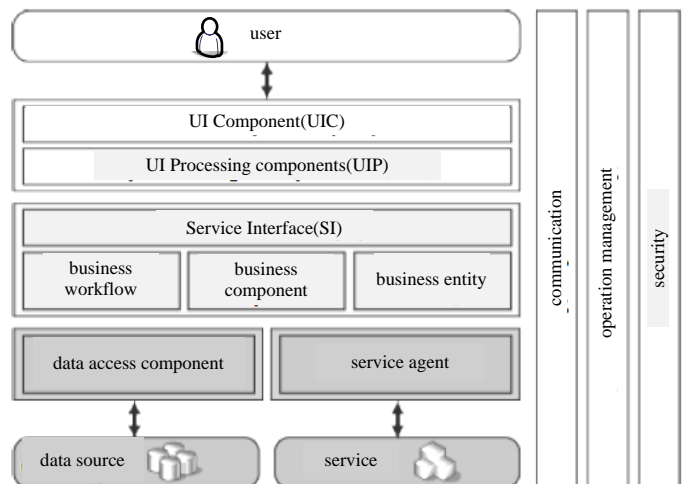 user
UI Component(UIC)
UI Processing components(UIP)
Service Interface(SI)
business
workflow
business
component
business entity
data access component
service agent
data source
service
communication
operation management
security